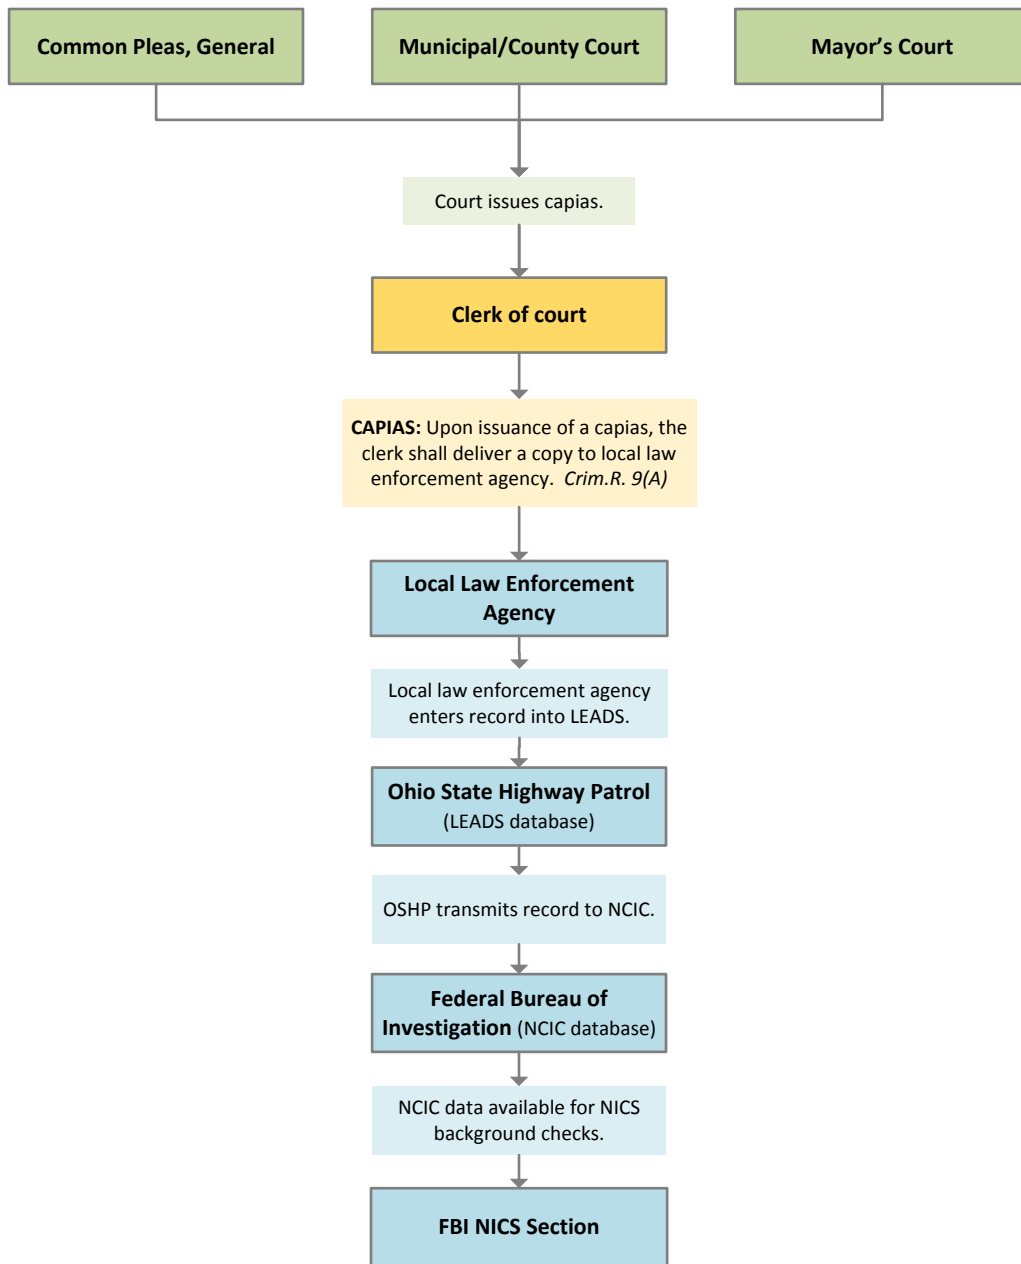 Common Pleas, General
Municipal/County Court
Mayor’s Court
Court issues capias.
Clerk of court
CAPIAS: Upon issuance of a capias, the
clerk shall deliver a copy to local law
enforcement agency.  Crim.R. 9(A)
Local Law Enforcement
Agency
Local law enforcement agency
enters record into LEADS.
Ohio State Highway Patrol
(LEADS database)
OSHP transmits record to NCIC.
Federal Bureau of
Investigation (NCIC database)
NCIC data available for NICS
background checks.
FBI NICS Section